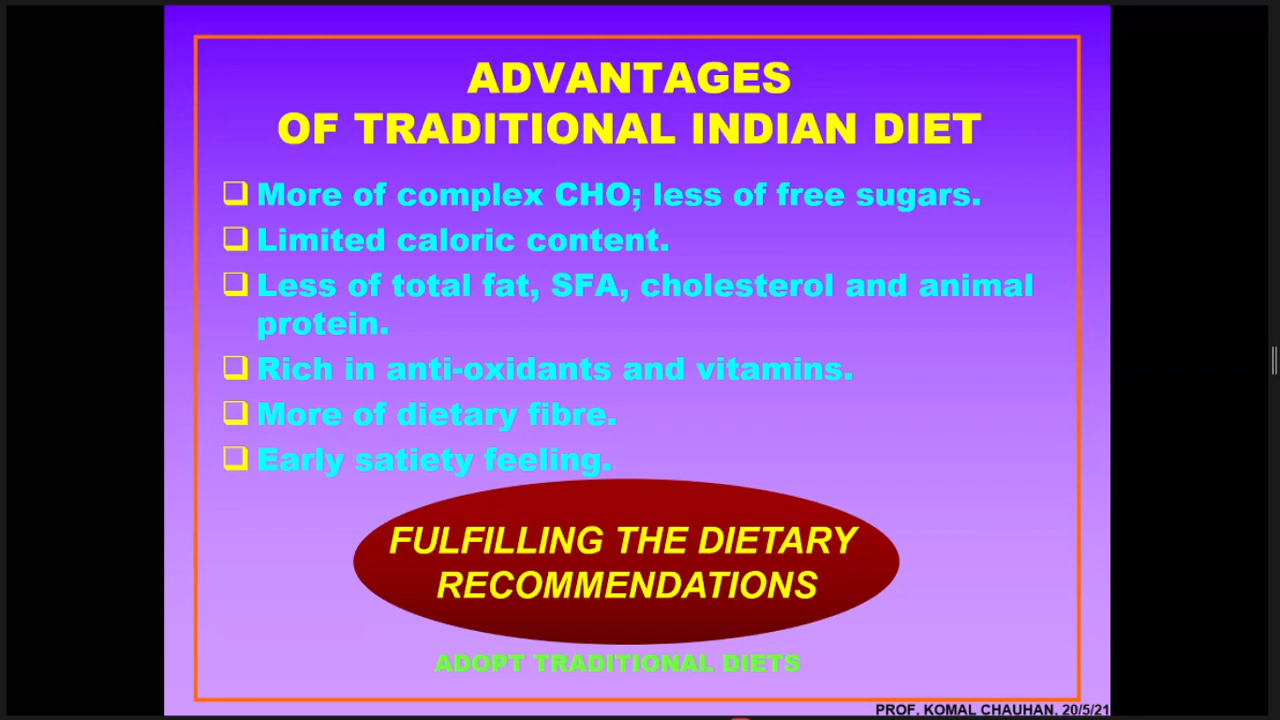 ADVANTAGES
OF TRADITIONAL INDIAN DIET
More of complex CHO; less of free sugars.
Limited caloric content.
Less of total fat, SFA, cholesterol and animal
protein.
Rich in anti-oxidants and vitamins.
More of dietary fibre.
Early satiety feeling.
FULFILLING THE DIETARY
RECOMMENDATIONS
ADOPT TRADITIONAL DIETS
PROF. KOMAL CHAUHAN, 20/5/21